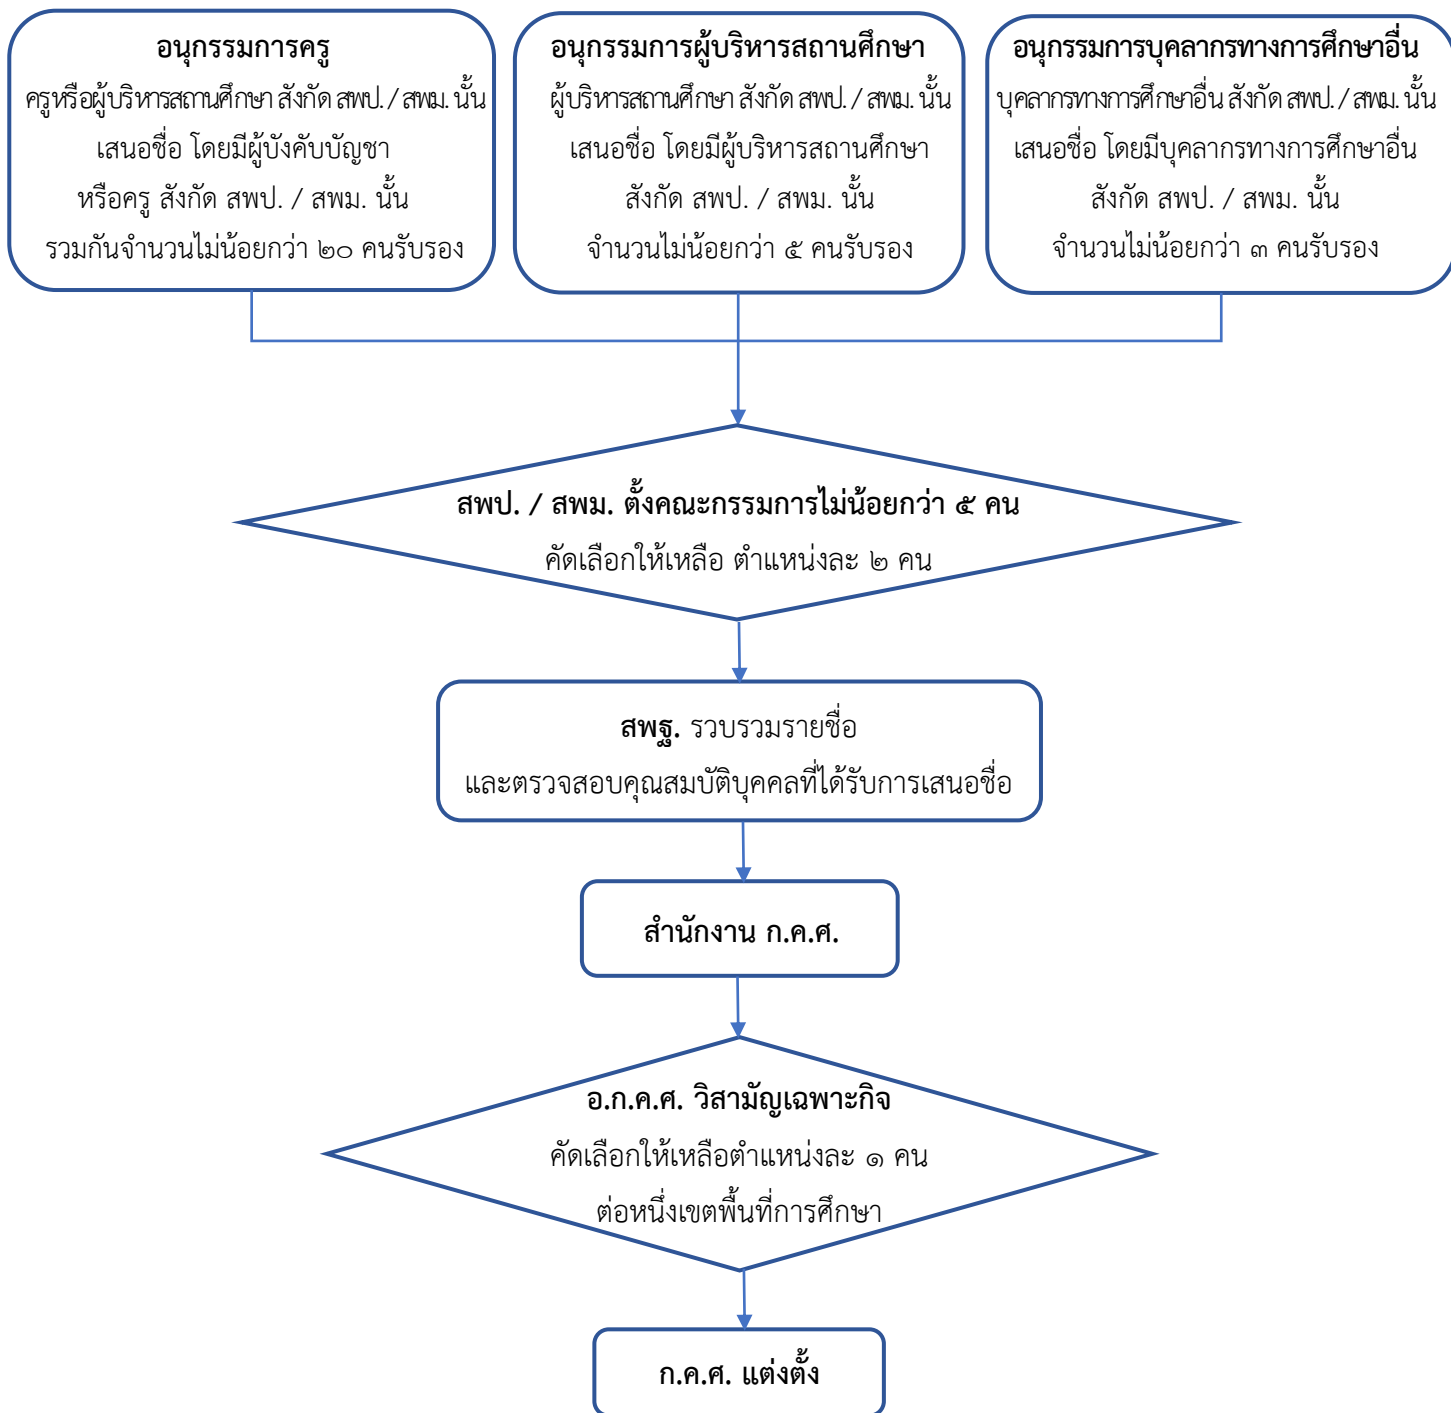 อนุกรรมการครู
ครูหรือผู้บริหารสถานศึกษา สังกัด สพป. / สพม. นั้น
เสนอชื่อ โดยมีผู้บังคับบัญชา
หรือครู สังกัด สพป. / สพม. นั้น
รวมกันจำนวนไม่น้อยกว่า ๒๐ คนรับรอง
อนุกรรมการผู้บริหารสถานศึกษา
ผู้บริหารสถานศึกษา สังกัด สพป. / สพม. นั้น
เสนอชื่อ โดยมีผู้บริหารสถานศึกษา
สังกัด สพป. / สพม. นั้น
จำนวนไม่น้อยกว่า ๕ คนรับรอง
อนุกรรมการบุคลากรทางการศึกษาอื่น
บุคลากรทางการศึกษาอื่น สังกัด สพป. / สพม. นั้น
เสนอชื่อ โดยมีบุคลากรทางการศึกษาอื่น
สังกัด สพป. / สพม. นั้น
จำนวนไม่น้อยกว่า ๓ คนรับรอง
สพป. / สพม. ตั้งคณะกรรมการไม่น้อยกว่า ๕ คน
คัดเลือกให้เหลือ ตำแหน่งละ ๒ คน
สพฐ. รวบรวมรายชื่อ
และตรวจสอบคุณสมบัติบุคคลที่ได้รับการเสนอชื่อ
สำนักงาน ก.ค.ศ.
อ.ก.ค.ศ. วิสามัญเฉพาะกิจ
คัดเลือกให้เหลือตำแหน่งละ ๑ คน
ต่อหนึ่งเขตพื้นที่การศึกษา
ก.ค.ศ. แต่งตั้ง